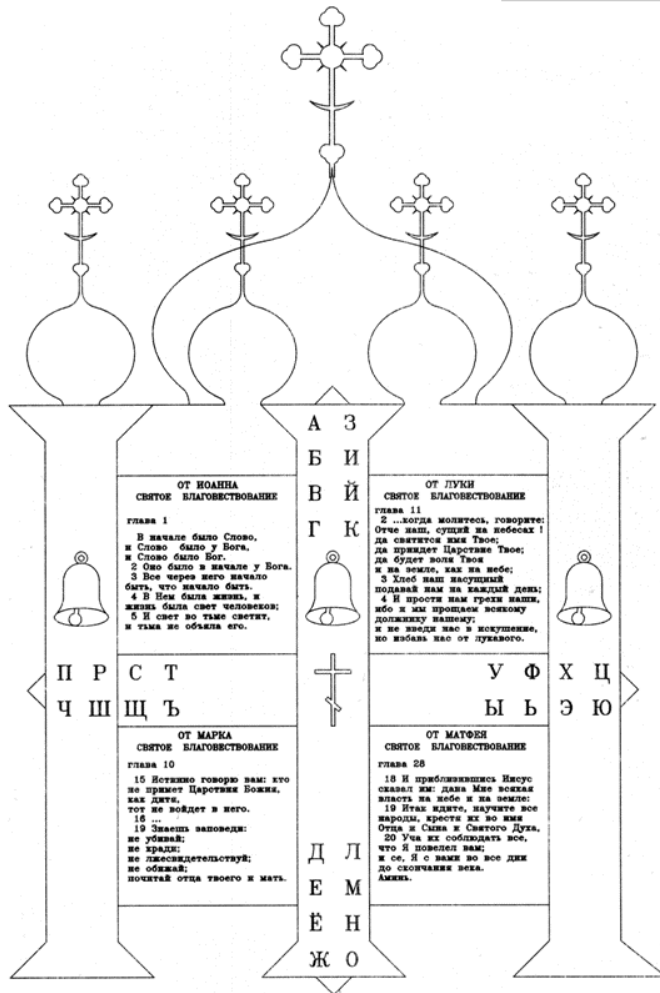 А З
Б И
В Й
Г К
ОТ ИОАННА
СВЯТОЕ БЛАГОВЕСТВОВАНИЕ
глава 1
В начале было Слово,
и Слово было у Бога,
и Слово было Бог.
2 Оно было в начале у Бога.
3 Все через него начало
быть, что начало быть.
4 В Нем была жизнь, и
жизнь была свет человеков;
5 И свет во тьме светит,
и тьма не объяла его.
ОТ ЛУКИ
СВЯТОЕ БЛАГОВЕСТВОВАНИЕ
глава 11
2 ...когда молитесь, говорите:
Отче наш, сущий на небесах !
да святится имя Твое;
да приидет Царствие Твое;
да будет воля Твоя
и на земле, как на небе;
3 Хлеб наш насущный
подавай нам на каждый день;
4 И прости нам грехи наши,
ибо и мы прощаем всякому
должнику нашему;
и не введи нас в искушение,
но избавь нас от лукавого.
П Р С Т
Ч Ш Щ Ъ
У Ф Х Ц
Ы Ь Э Ю
ОТ МАРКА
СВЯТОЕ БЛАГОВЕСТВОВАНИЕ
глава 10
15 Истинно говорю вам: кто
не примет Царствия Божия,
как дитя,
тот не войдет в него.
16 ...
19 Знаешь заповеди:
не убивай;
не кради;
не лжесвидетельствуй;
не обижай;
почитай отца твоего и мать.
ОТ МАТФЕЯ
СВЯТОЕ БЛАГОВЕСТВОВАНИЕ
глава 28
18 И приблизившись Иисус
сказал им: дана Мне всякая
власть на небе и на земле:
19 Итак идите, научите все
народы, крестя их во имя
Отца и Сына и Святого Духа,
20 Уча их соблюдать все,
что Я повелел вам;
и се, Я с вами во все дни
до скончания века.
Аминь.
Д Л
Е М
Ё Н
Ж О